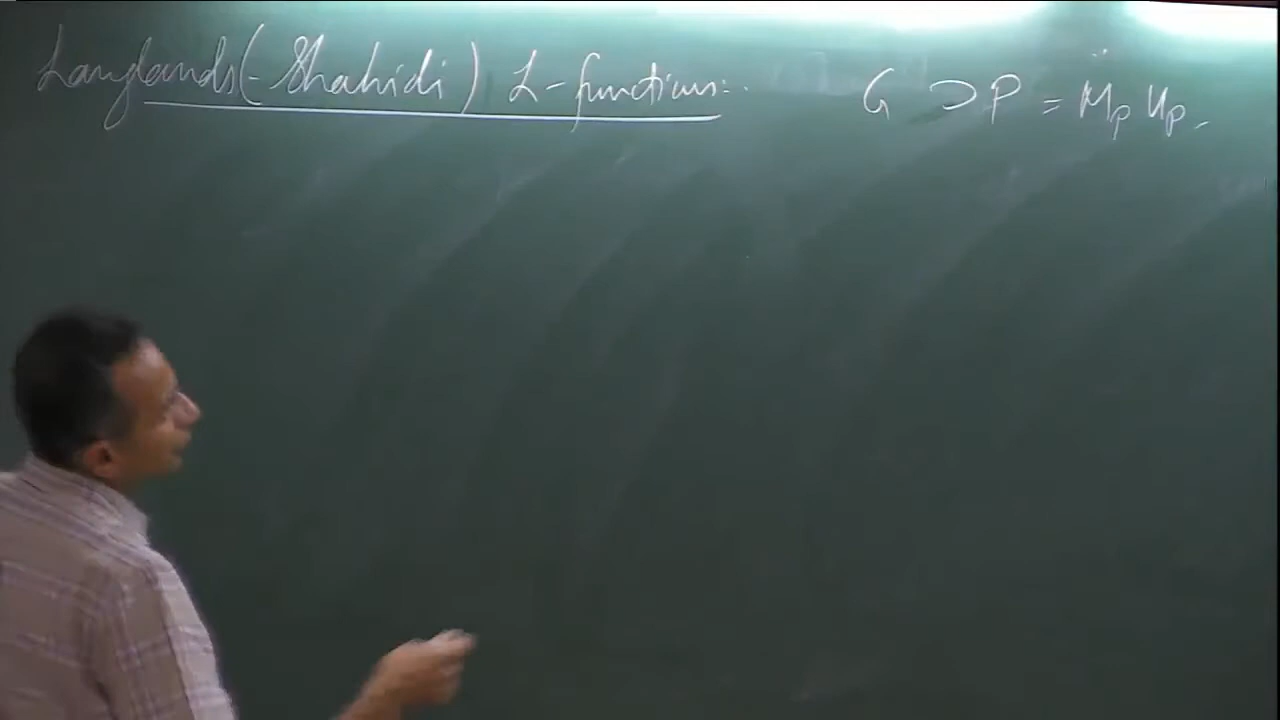 Langlands(-Shahidi) L-functions:. G ⊃ P = M_P U_P.